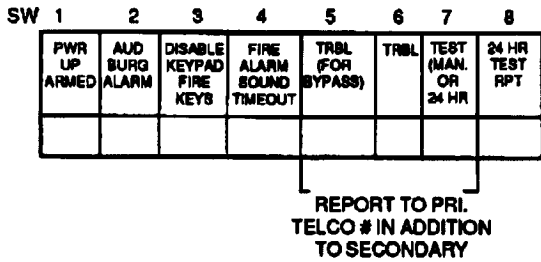 SW 1 2 3 4 5 6 7 8
PWR UP ARMED
AUD BURG ALARM
DISABLE KEYPAD FIRE KEYS
FIRE ALARM SOUND TIMEOUT
TRBL (FOR BYPASS)
TRBL
TEST (MAN. OR 24 HR
24 HR TEST RPT
REPORT TO PRI.
TELCO # IN ADDITION
TO SECONDARY